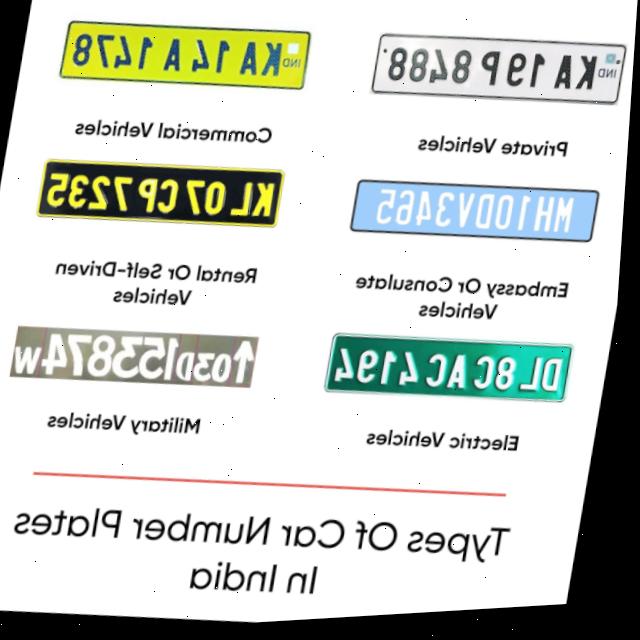 IND KA 19 P 8488
IND KA 14 A 1478
Private Vehicles
Commercial Vehicles
MH10DV3465
KL 07 CP 7235
Embassy Or Consulate
Vehicles
Rental Or Self-Driven
Vehicles
DL 8C AC 4194
↑03D153874W
Electric Vehicles
Military Vehicles
Types Of Car Number Plates
In India